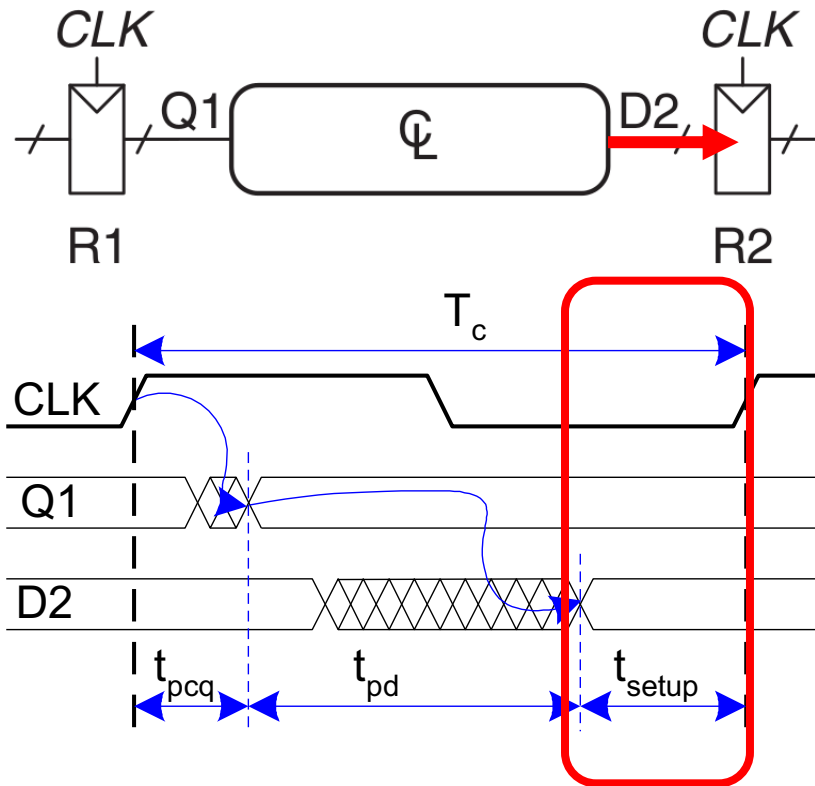 CLK CLK
Q1 CL D2
R1 R2
Tc
CLK
Q1
D2
tpcq tpd tsetup